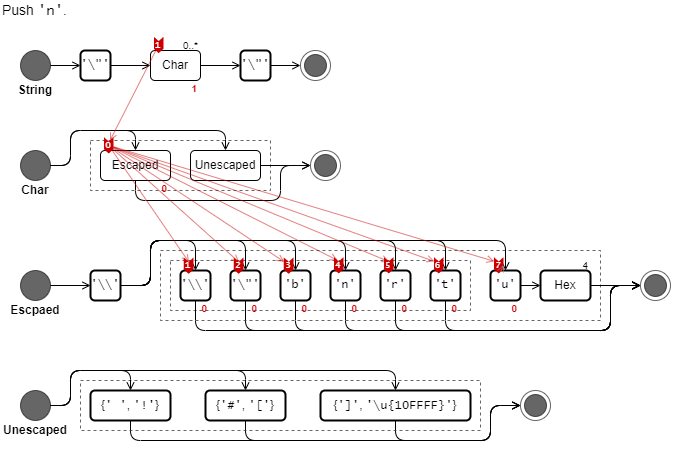 Push 'n'.
1 0..*
'\"' Char '\"'
String
1
0
Escaped Unescaped
Char
0
1 2 3 4 5 6 7 4
'\\' '\\' '\"' 'b' 'n' 'r' 't' 'u' Hex
Escpaed
0 0 0 0 0 0 0
{' ','!'} {'#','['} {']','\u{10FFFF}'}
Unescaped